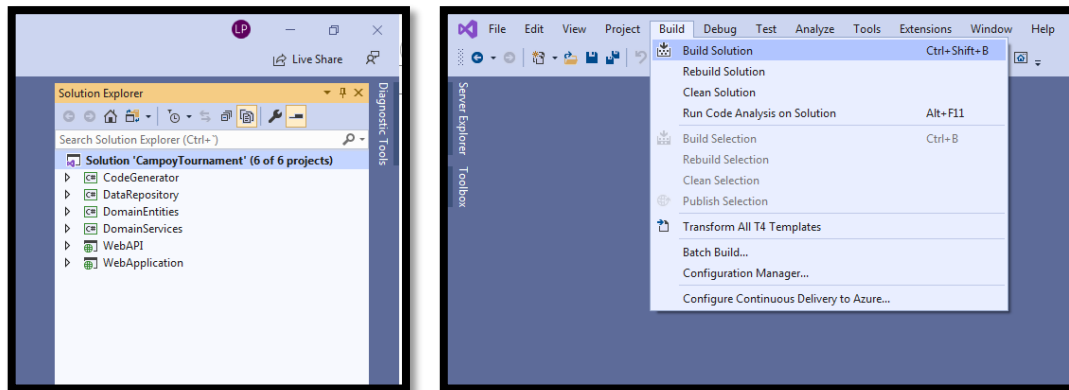 LP
Live Share
Solution Explorer
Search Solution Explorer (Ctrl+¨)
Solution 'CampoyTournament' (6 of 6 projects)
C# CodeGenerator
C# DataRepository
C# DomainEntities
C# DomainServices
WebAPI
WebApplication
Diagnostic Tools
File Edit View Project Build Debug Test Analyze Tools Extensions Window Help
Server Explorer
Toolbox
Build Solution Ctrl+Shift+B
Rebuild Solution
Clean Solution
Run Code Analysis on Solution Alt+F11
Build Selection Ctrl+B
Rebuild Selection
Clean Selection
Publish Selection
Transform All T4 Templates
Batch Build...
Configuration Manager...
Configure Continuous Delivery to Azure...